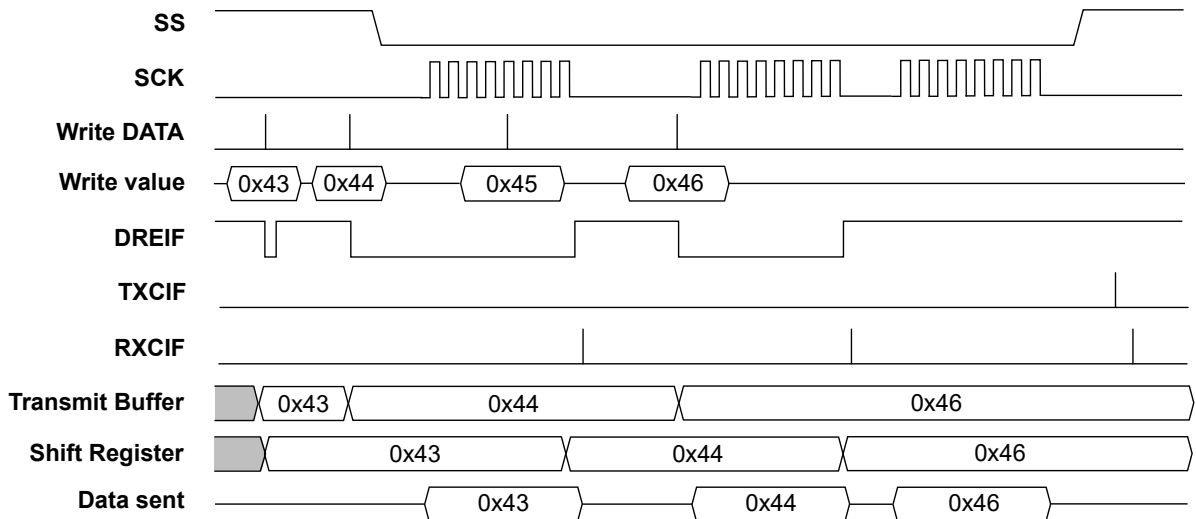 SS
SCK
Write DATA
Write value 0x43 0x44 0x45 0x46
DREIF
TXCIF
RXCIF
Transmit Buffer 0x43 0x44 0x46
Shift Register 0x43 0x44 0x46
Data sent 0x43 0x44 0x46